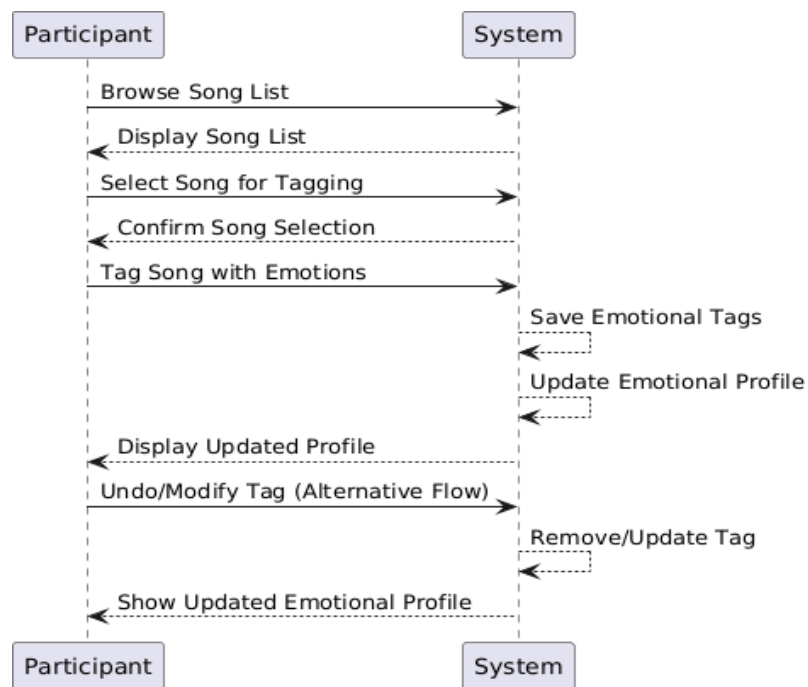 Participant System
Browse Song List
Display Song List
Select Song for Tagging
Confirm Song Selection
Tag Song with Emotions
Save Emotional Tags
Update Emotional Profile
Display Updated Profile
Undo/Modify Tag (Alternative Flow)
Remove/Update Tag
Show Updated Emotional Profile
Participant System